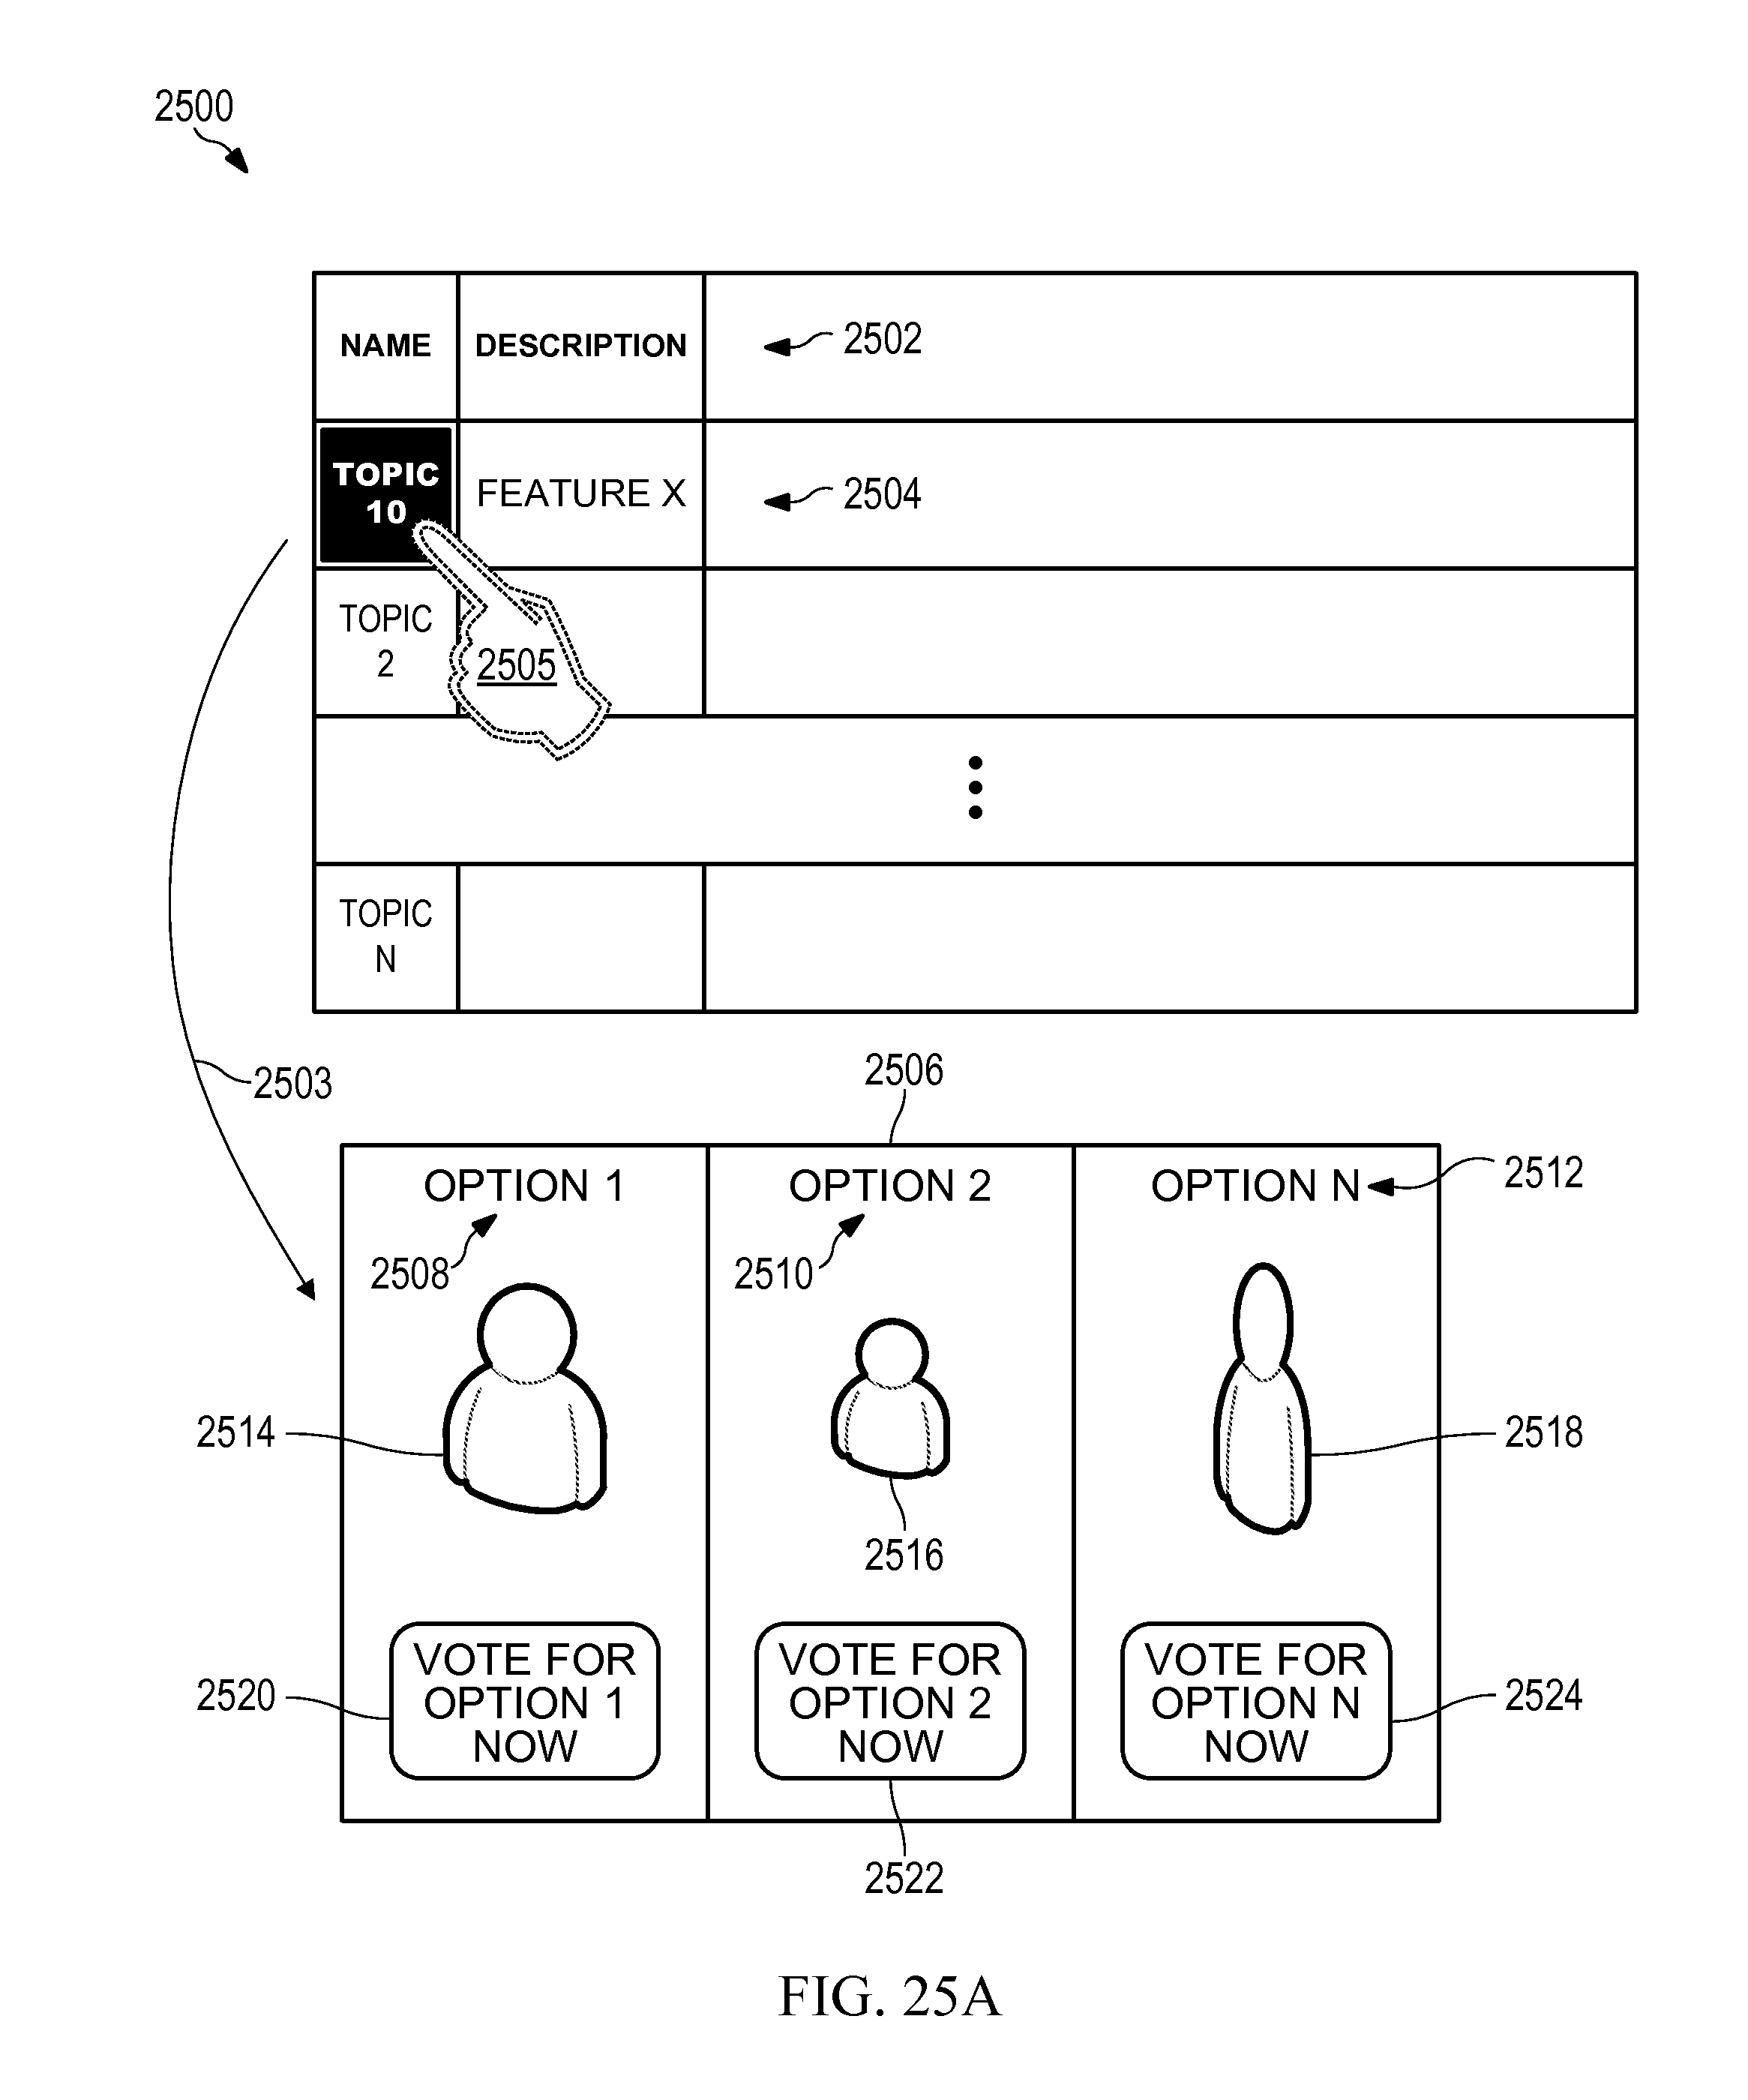 2500
NAME DESCRIPTION 2502
TOPIC
10
FEATURE X 2504
TOPIC
2
2505
TOPIC
N
2503
2506
OPTION 1 OPTION 2 OPTION N 2512
2508 2510
2514 2518
2516
VOTE FOR
OPTION 1
NOW
VOTE FOR
OPTION 2
NOW
VOTE FOR
OPTION N
NOW
2520 2524
2522
FIG. 25A